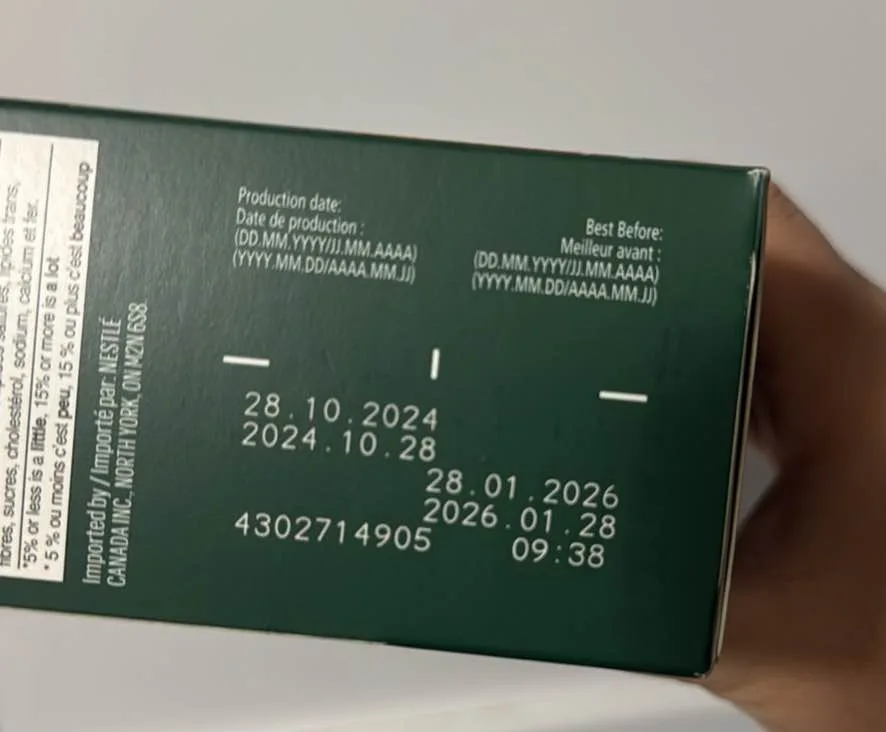 fibres, sucres, cholestérol, sodium, calcium et fer.
*5% or less is a little, 15% or more is a lot
* 5 % ou moins c'est peu, 15 % ou plus c'est beaucoup
Imported by / Importé par: NESTLÉ
CANADA INC., NORTH YORK, ON M2N 6S8.
Production date:
Date de production :
(DD.MM.YYYY/JJ.MM.AAAA)
(YYYY.MM.DD/AAAA.MM.JJ)
Best Before:
Meilleur avant :
(DD.MM.YYYY/JJ.MM.AAAA)
(YYYY.MM.DD/AAAA.MM.JJ)
28.10.2024
2024.10.28
4302714905
28.01.2026
2026.01.28
09:38